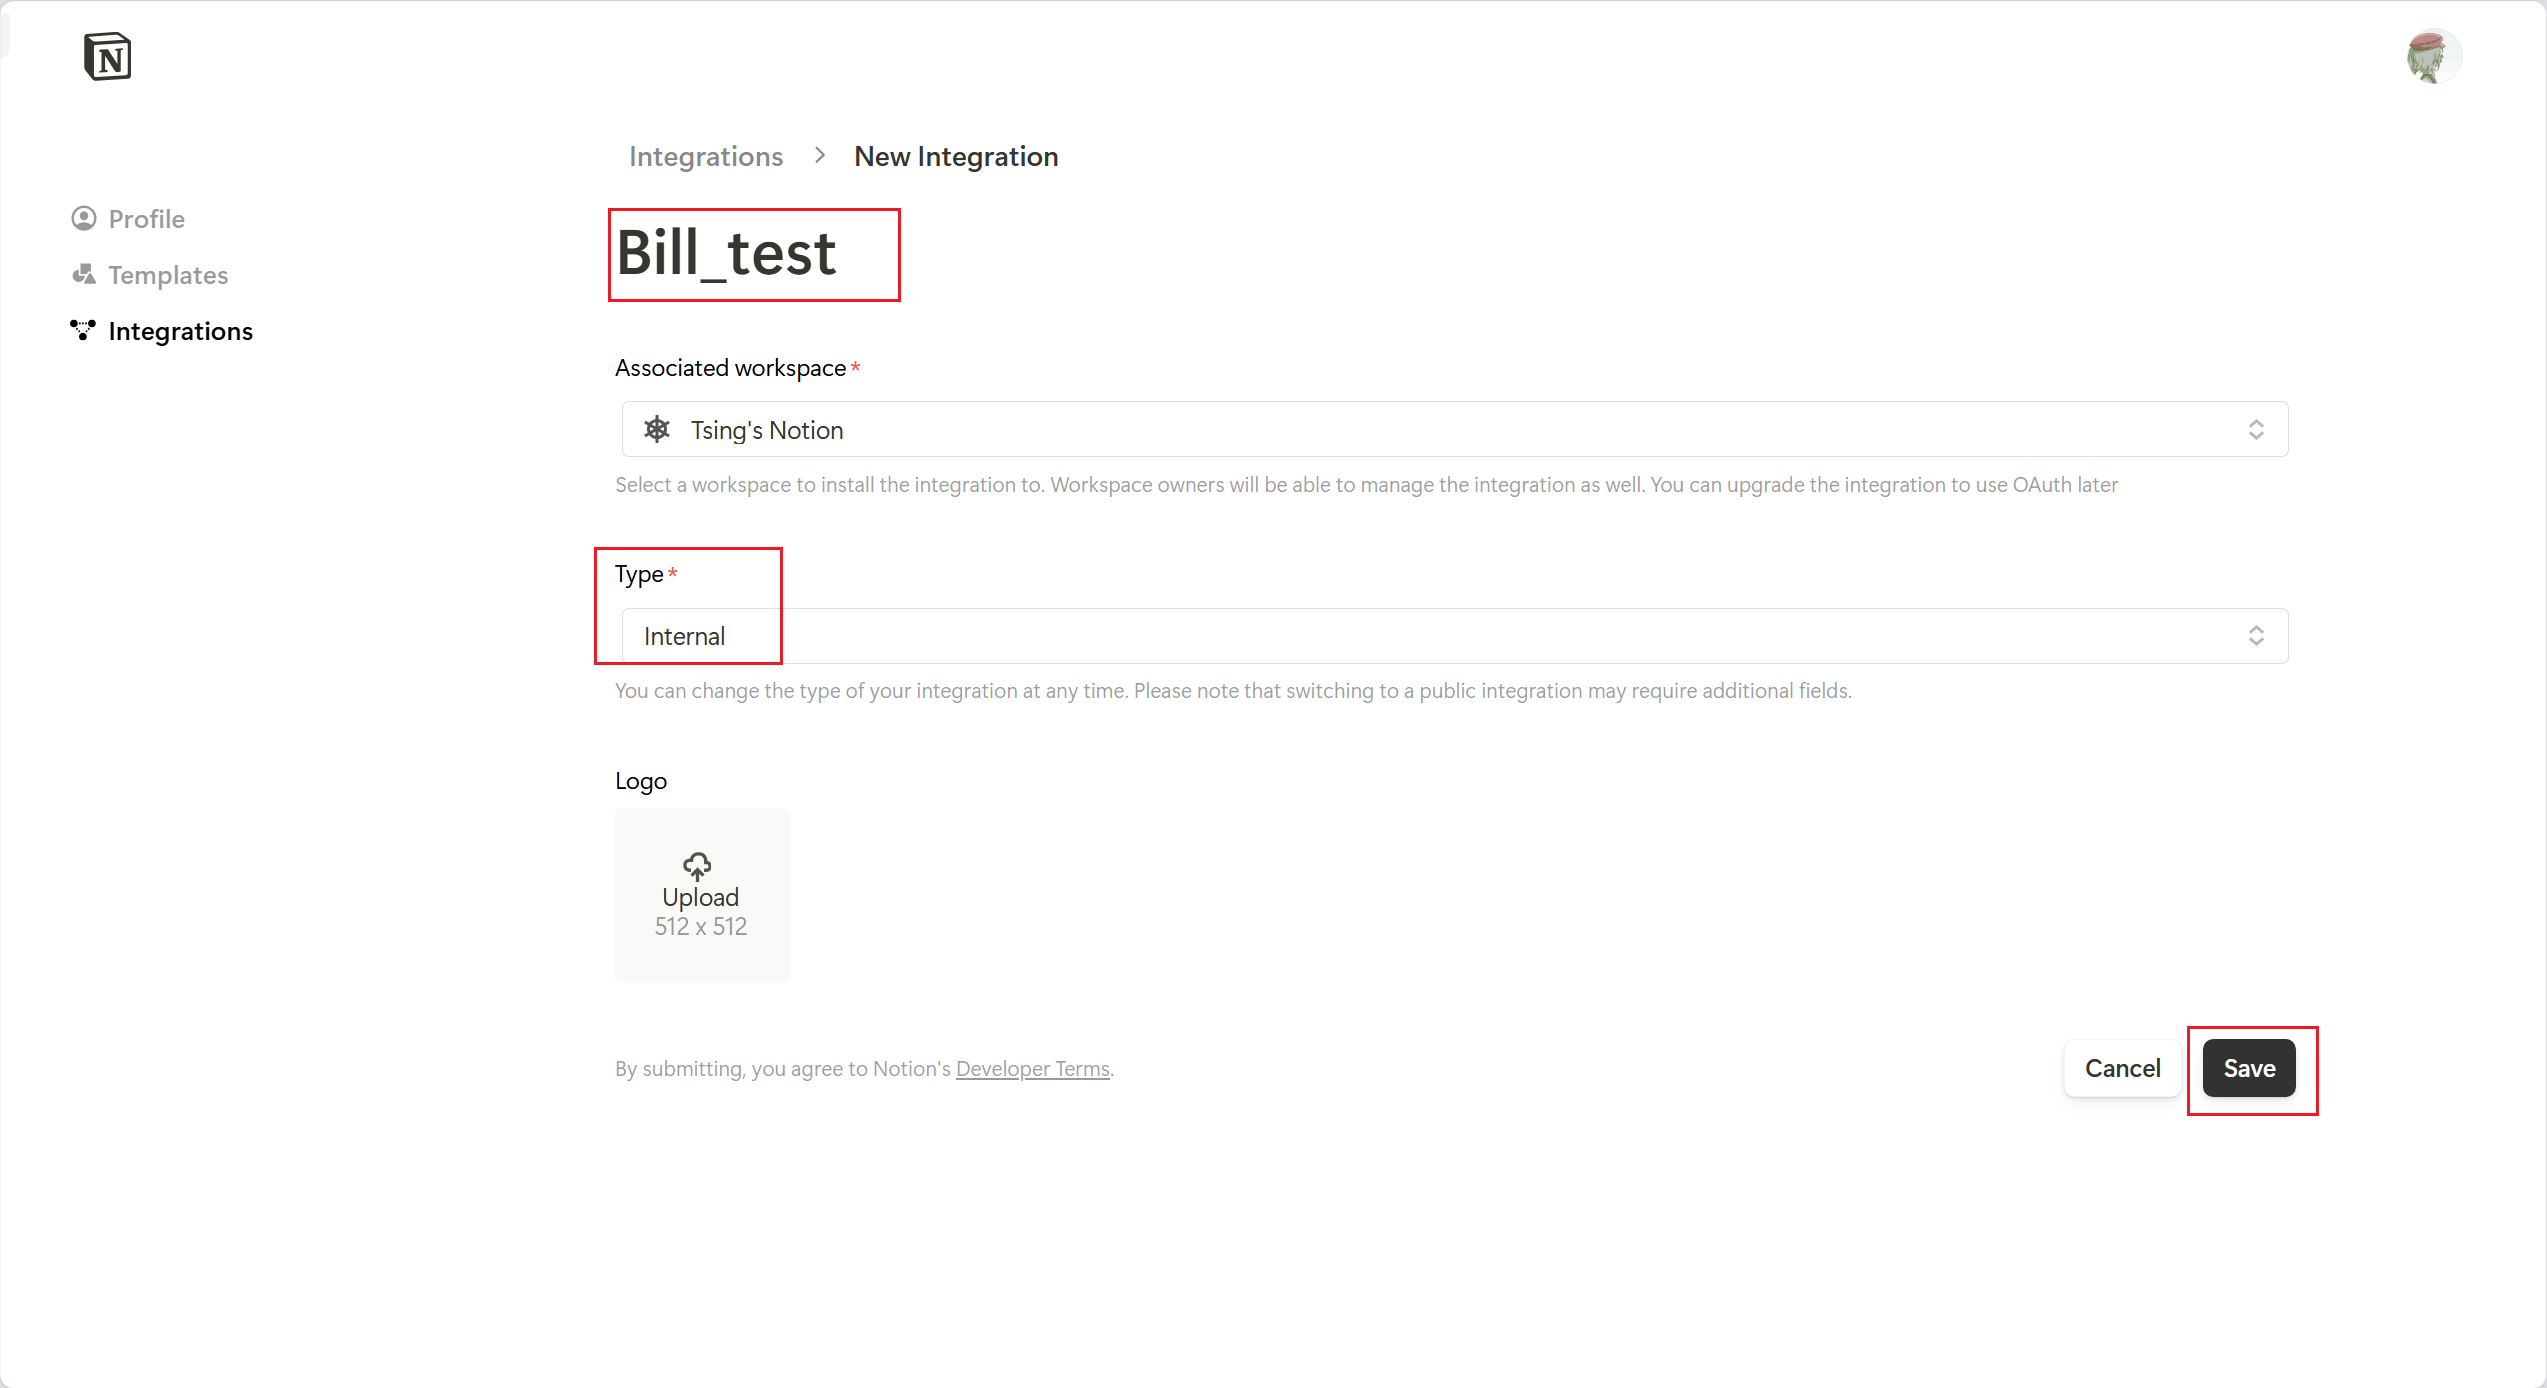 N
Integrations > New Integration
Profile
Templates
Integrations
Bill_test
Associated workspace*
Tsing's Notion
Select a workspace to install the integration to. Workspace owners will be able to manage the integration as well. You can upgrade the integration to use OAuth later
Type*
Internal
You can change the type of your integration at any time. Please note that switching to a public integration may require additional fields.
Logo
Upload
512 x 512
By submitting, you agree to Notion's Developer Terms.
Cancel
Save